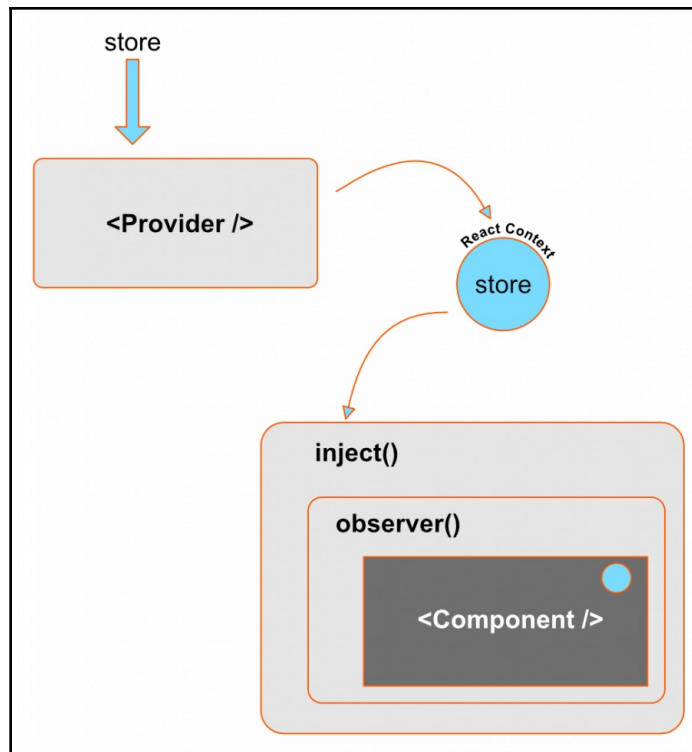 store
<Provider />
React Context
store
inject()
observer()
<Component />